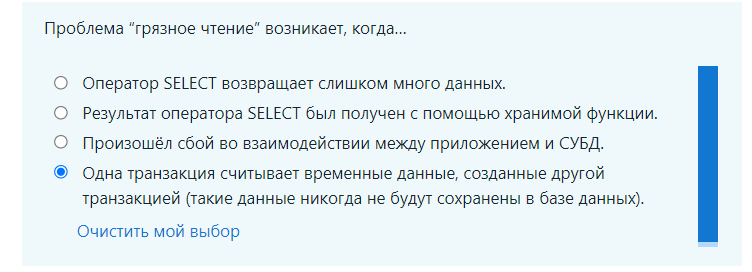 Проблема “грязное чтение” возникает, когда...
Оператор SELECT возвращает слишком много данных.
Результат оператора SELECT был получен с помощью хранимой функции.
Произошёл сбой во взаимодействии между приложением и СУБД.
Одна транзакция считывает временные данные, созданные другой
транзакцией (такие данные никогда не будут сохранены в базе данных).
Очистить мой выбор